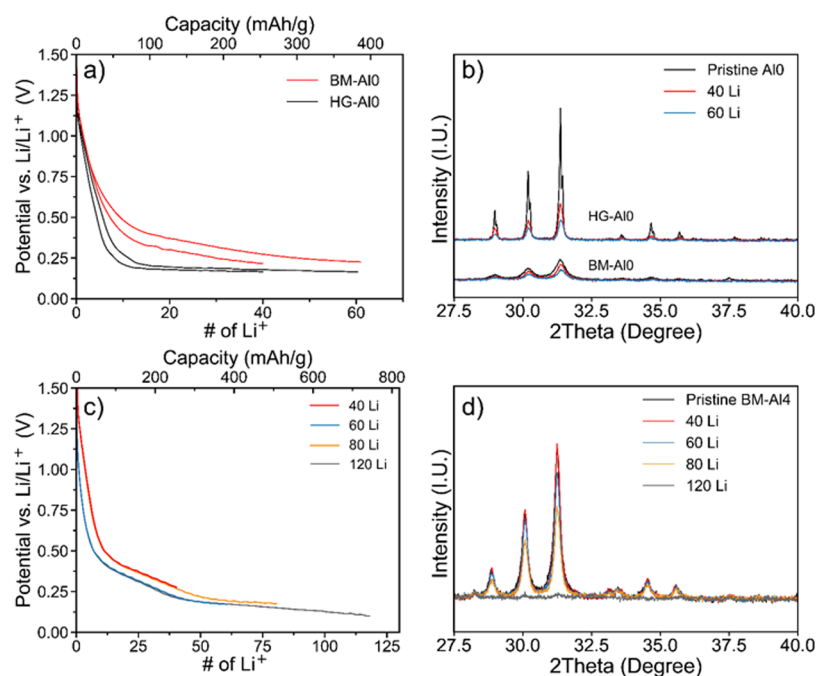 Capacity (mAh/g)
0 100 200 300 400
a)
BM-Al0
HG-Al0
Potential vs. Li/Li⁺ (V)
1.50
1.25
1.00
0.75
0.50
0.25
0.00
0 20 40 60
# of Li⁺
b)
Pristine Al0
40 Li
60 Li
HG-Al0
BM-Al0
Intensity (I.U.)
27.5 30.0 32.5 35.0 37.5 40.0
2Theta (Degree)
Capacity (mAh/g)
0 200 400 600 800
c)
40 Li
60 Li
80 Li
120 Li
Potential vs. Li/Li⁺ (V)
1.50
1.25
1.00
0.75
0.50
0.25
0.00
0 25 50 75 100 125
# of Li⁺
d)
Pristine BM-Al4
40 Li
60 Li
80 Li
120 Li
Intensity (I.U.)
27.5 30.0 32.5 35.0 37.5 40.0
2Theta (Degree)